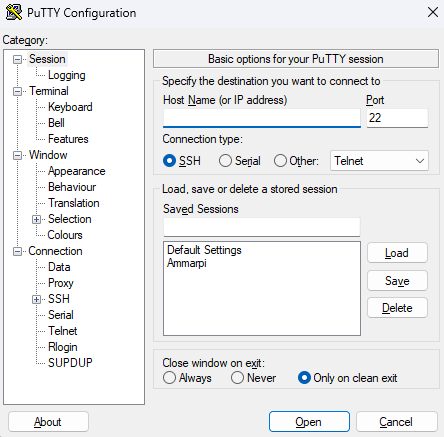 PuTTY Configuration
Category:
Session
Logging
Terminal
Keyboard
Bell
Features
Window
Appearance
Behaviour
Translation
Selection
Colours
Connection
Data
Proxy
SSH
Serial
Telnet
Rlogin
SUPDUP
Basic options for your PuTTY session
Specify the destination you want to connect to
Host Name (or IP address) Port
22
Connection type:
SSH Serial Other: Telnet
Load, save or delete a stored session
Saved Sessions
Default Settings
Ammarpi
Load
Save
Delete
Close window on exit:
Always Never Only on clean exit
About Open Cancel